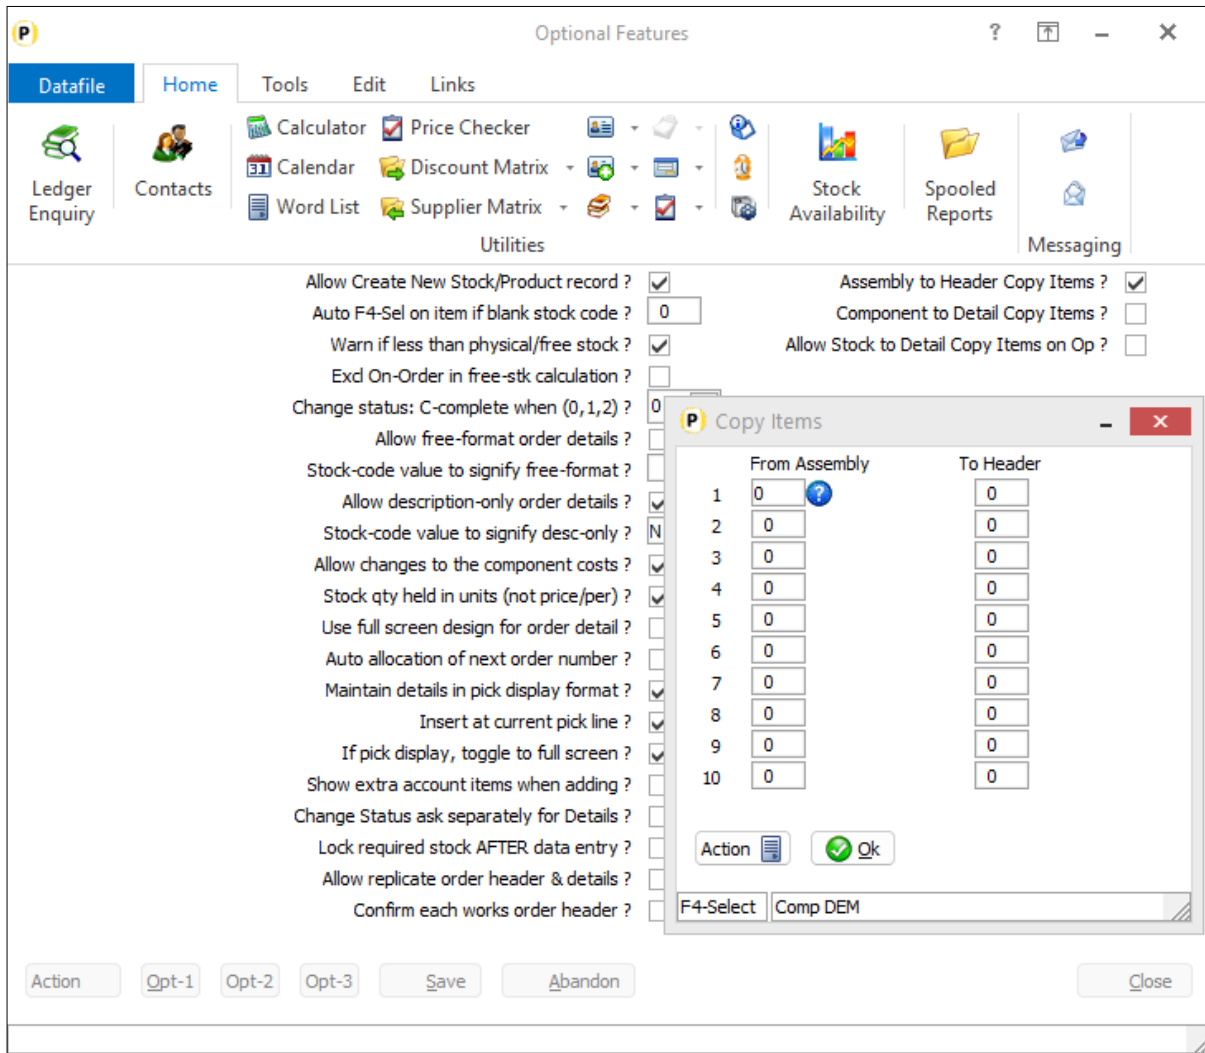 P Optional Features ?
Datafile Home Tools Edit Links
Ledger Enquiry
Contacts
Calculator Price Checker
31 Calendar Discount Matrix
Word List Supplier Matrix
Stock Availability
Spooled Reports
Utilities
Messaging
Allow Create New Stock/Product record ?
Auto F4-Sel on item if blank stock code ? 0
Warn if less than physical/free stock ?
Excl On-Order in free-stk calculation ?
Change status: C-complete when (0,1,2) ? 0
Allow free-format order details ?
Stock-code value to signify free-format ?
Allow description-only order details ?
Stock-code value to signify desc-only ? N
Allow changes to the component costs ?
Stock qty held in units (not price/per) ?
Use full screen design for order detail ?
Auto allocation of next order number ?
Maintain details in pick display format ?
Insert at current pick line ?
If pick display, toggle to full screen ?
Show extra account items when adding ?
Change Status ask separately for Details ?
Lock required stock AFTER data entry ?
Allow replicate order header & details ?
Confirm each works order header ?
Assembly to Header Copy Items ?
Component to Detail Copy Items ?
Allow Stock to Detail Copy Items on Op ?
P Copy Items
From Assembly To Header
1 0 ? 0
2 0 0
3 0 0
4 0 0
5 0 0
6 0 0
7 0 0
8 0 0
9 0 0
10 0 0
Action Ok
F4-Select Comp DEM
Action Opt-1 Opt-2 Opt-3 Save Abandon Close